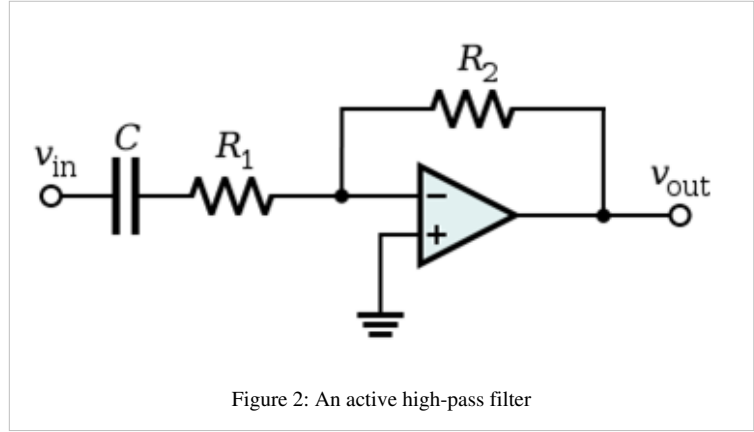 R2
C
R1
vin
vout
−
+
Figure 2: An active high-pass filter